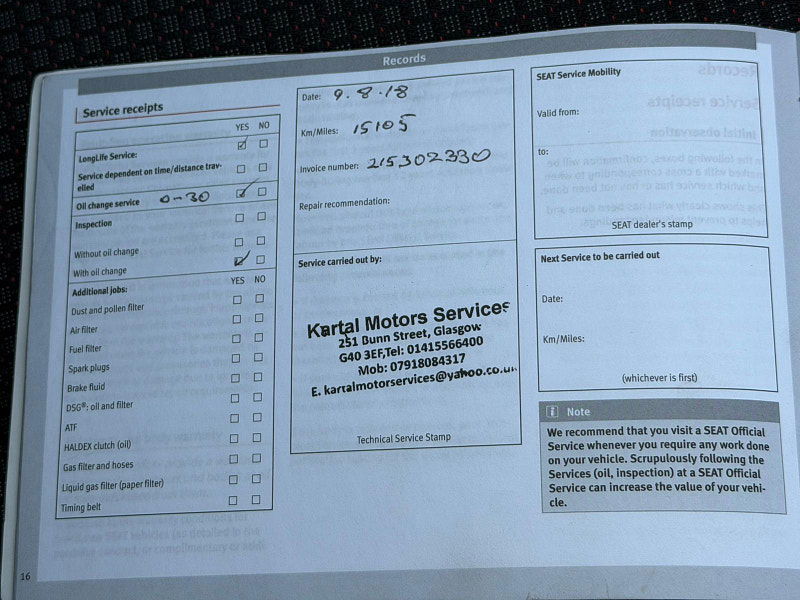 Records
Service receipts
YES NO
LongLife Service:
Service dependent on time/distance trav-
elled
Oil change service 0-30
Inspection
Without oil change
With oil change
Additional jobs: YES NO
Dust and pollen filter
Air filter
Fuel filter
Spark plugs
Brake fluid
DSG®: oil and filter
ATF
HALDEX clutch (oil)
Gas filter and hoses
Liquid gas filter (paper filter)
Timing belt
Date: 9.8.18
Km/Miles: 15105
Invoice number: 215302330
Repair recommendation:
Service carried out by:
Kartal Motors Services
251 Bunn Street, Glasgow
G40 3EF,Tel: 01415566400
Mob: 07918084317
E. kartalmotorservices@yahoo.co.uk
Technical Service Stamp
SEAT Service Mobility
Valid from:
to:
SEAT dealer's stamp
Next Service to be carried out
Date:
Km/Miles:
(whichever is first)
i Note
We recommend that you visit a SEAT Official
Service whenever you require any work done
on your vehicle. Scrupulously following the
Services (oil, inspection) at a SEAT Official
Service can increase the value of your vehi-
cle.
16